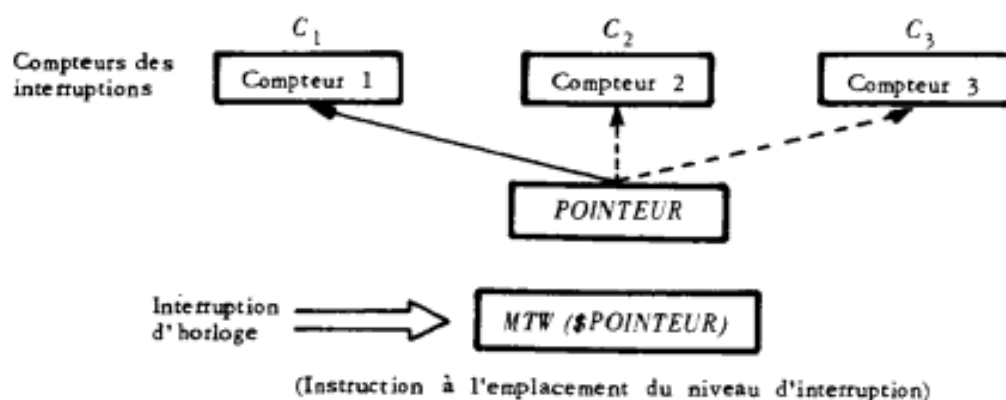 C1 C2 C3
Compteurs des
interruptions
Compteur 1 Compteur 2 Compteur 3
POINTEUR
Interruption
d'horloge
MTW ($POINTEUR)
(Instruction à l'emplacement du niveau d'interruption)